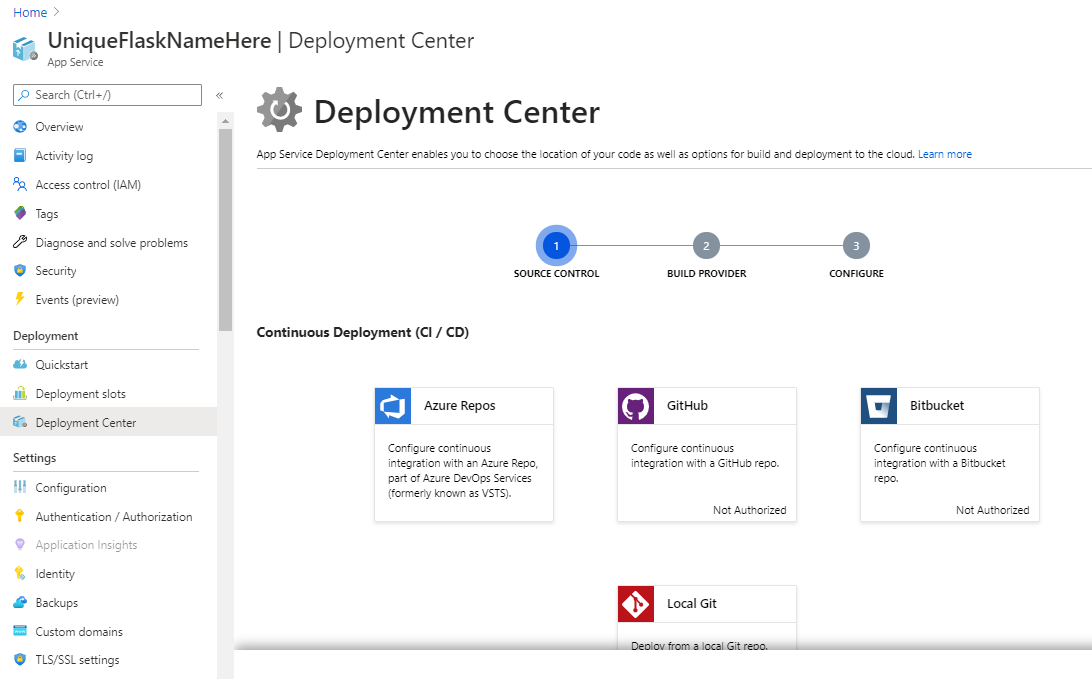 Home
UniqueFlaskNameHere | Deployment Center
App Service
Search (Ctrl+/)
«
Overview
Activity log
Access control (IAM)
Tags
Diagnose and solve problems
Security
Events (preview)
Deployment
Quickstart
Deployment slots
Deployment Center
Settings
Configuration
Authentication / Authorization
Application Insights
Identity
Backups
Custom domains
TLS/SSL settings
Deployment Center
App Service Deployment Center enables you to choose the location of your code as well as options for build and deployment to the cloud. Learn more
1 2 3
SOURCE CONTROL BUILD PROVIDER CONFIGURE
Continuous Deployment (CI / CD)
Azure Repos
Configure continuous
integration with an Azure Repo,
part of Azure DevOps Services
(formerly known as VSTS).
GitHub
Configure continuous
integration with a GitHub repo.
Not Authorized
Bitbucket
Configure continuous
integration with a Bitbucket
repo.
Not Authorized
Local Git
Deploy from a local Git repo.